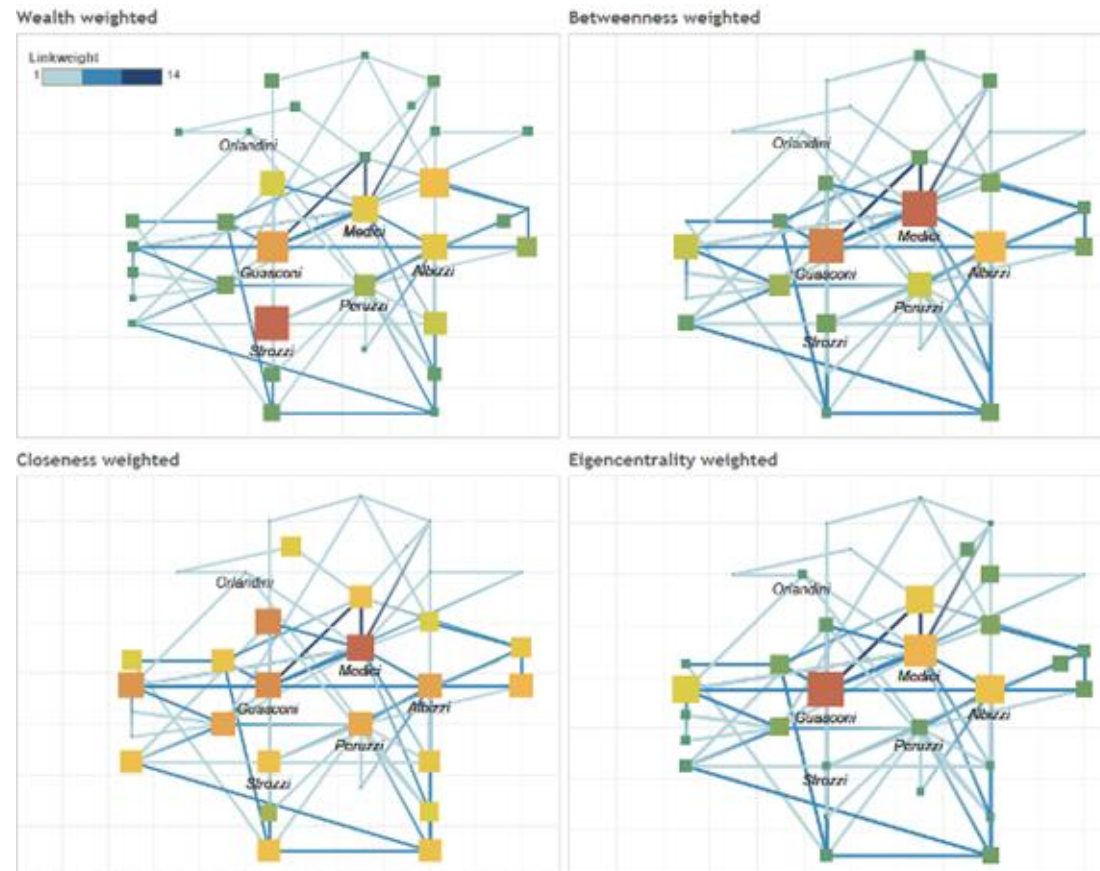 Wealth weighted
Linkweight
1 14
Orlandini
Medici
Guasconi
Albizzi
Peruzzi
Strozzi
Betweenness weighted
Orlandini
Medici
Guasconi
Albizzi
Peruzzi
Strozzi
Closeness weighted
Orlandini
Medici
Guasconi
Albizzi
Peruzzi
Strozzi
Eigencentrality weighted
Orlandini
Medici
Guasconi
Albizzi
Peruzzi
Strozzi